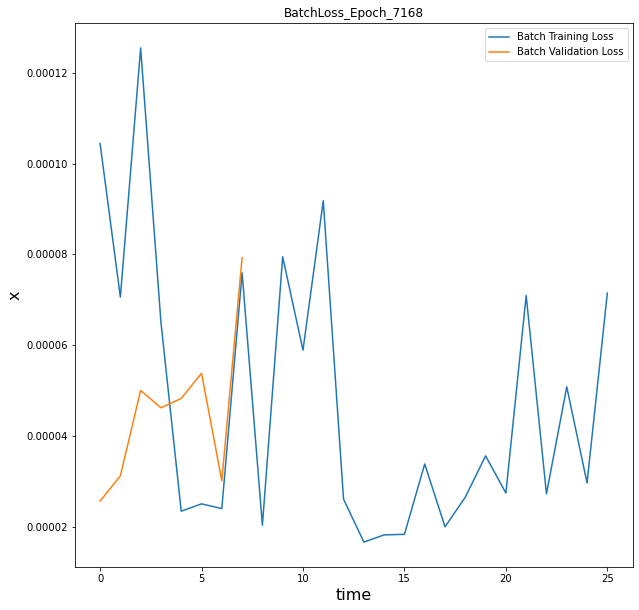 BatchLoss_Epoch_7168
Batch Training Loss
Batch Validation Loss
0.00012
0.00010
0.00008
0.00006
0.00004
0.00002
x
0 5 10 15 20 25
time